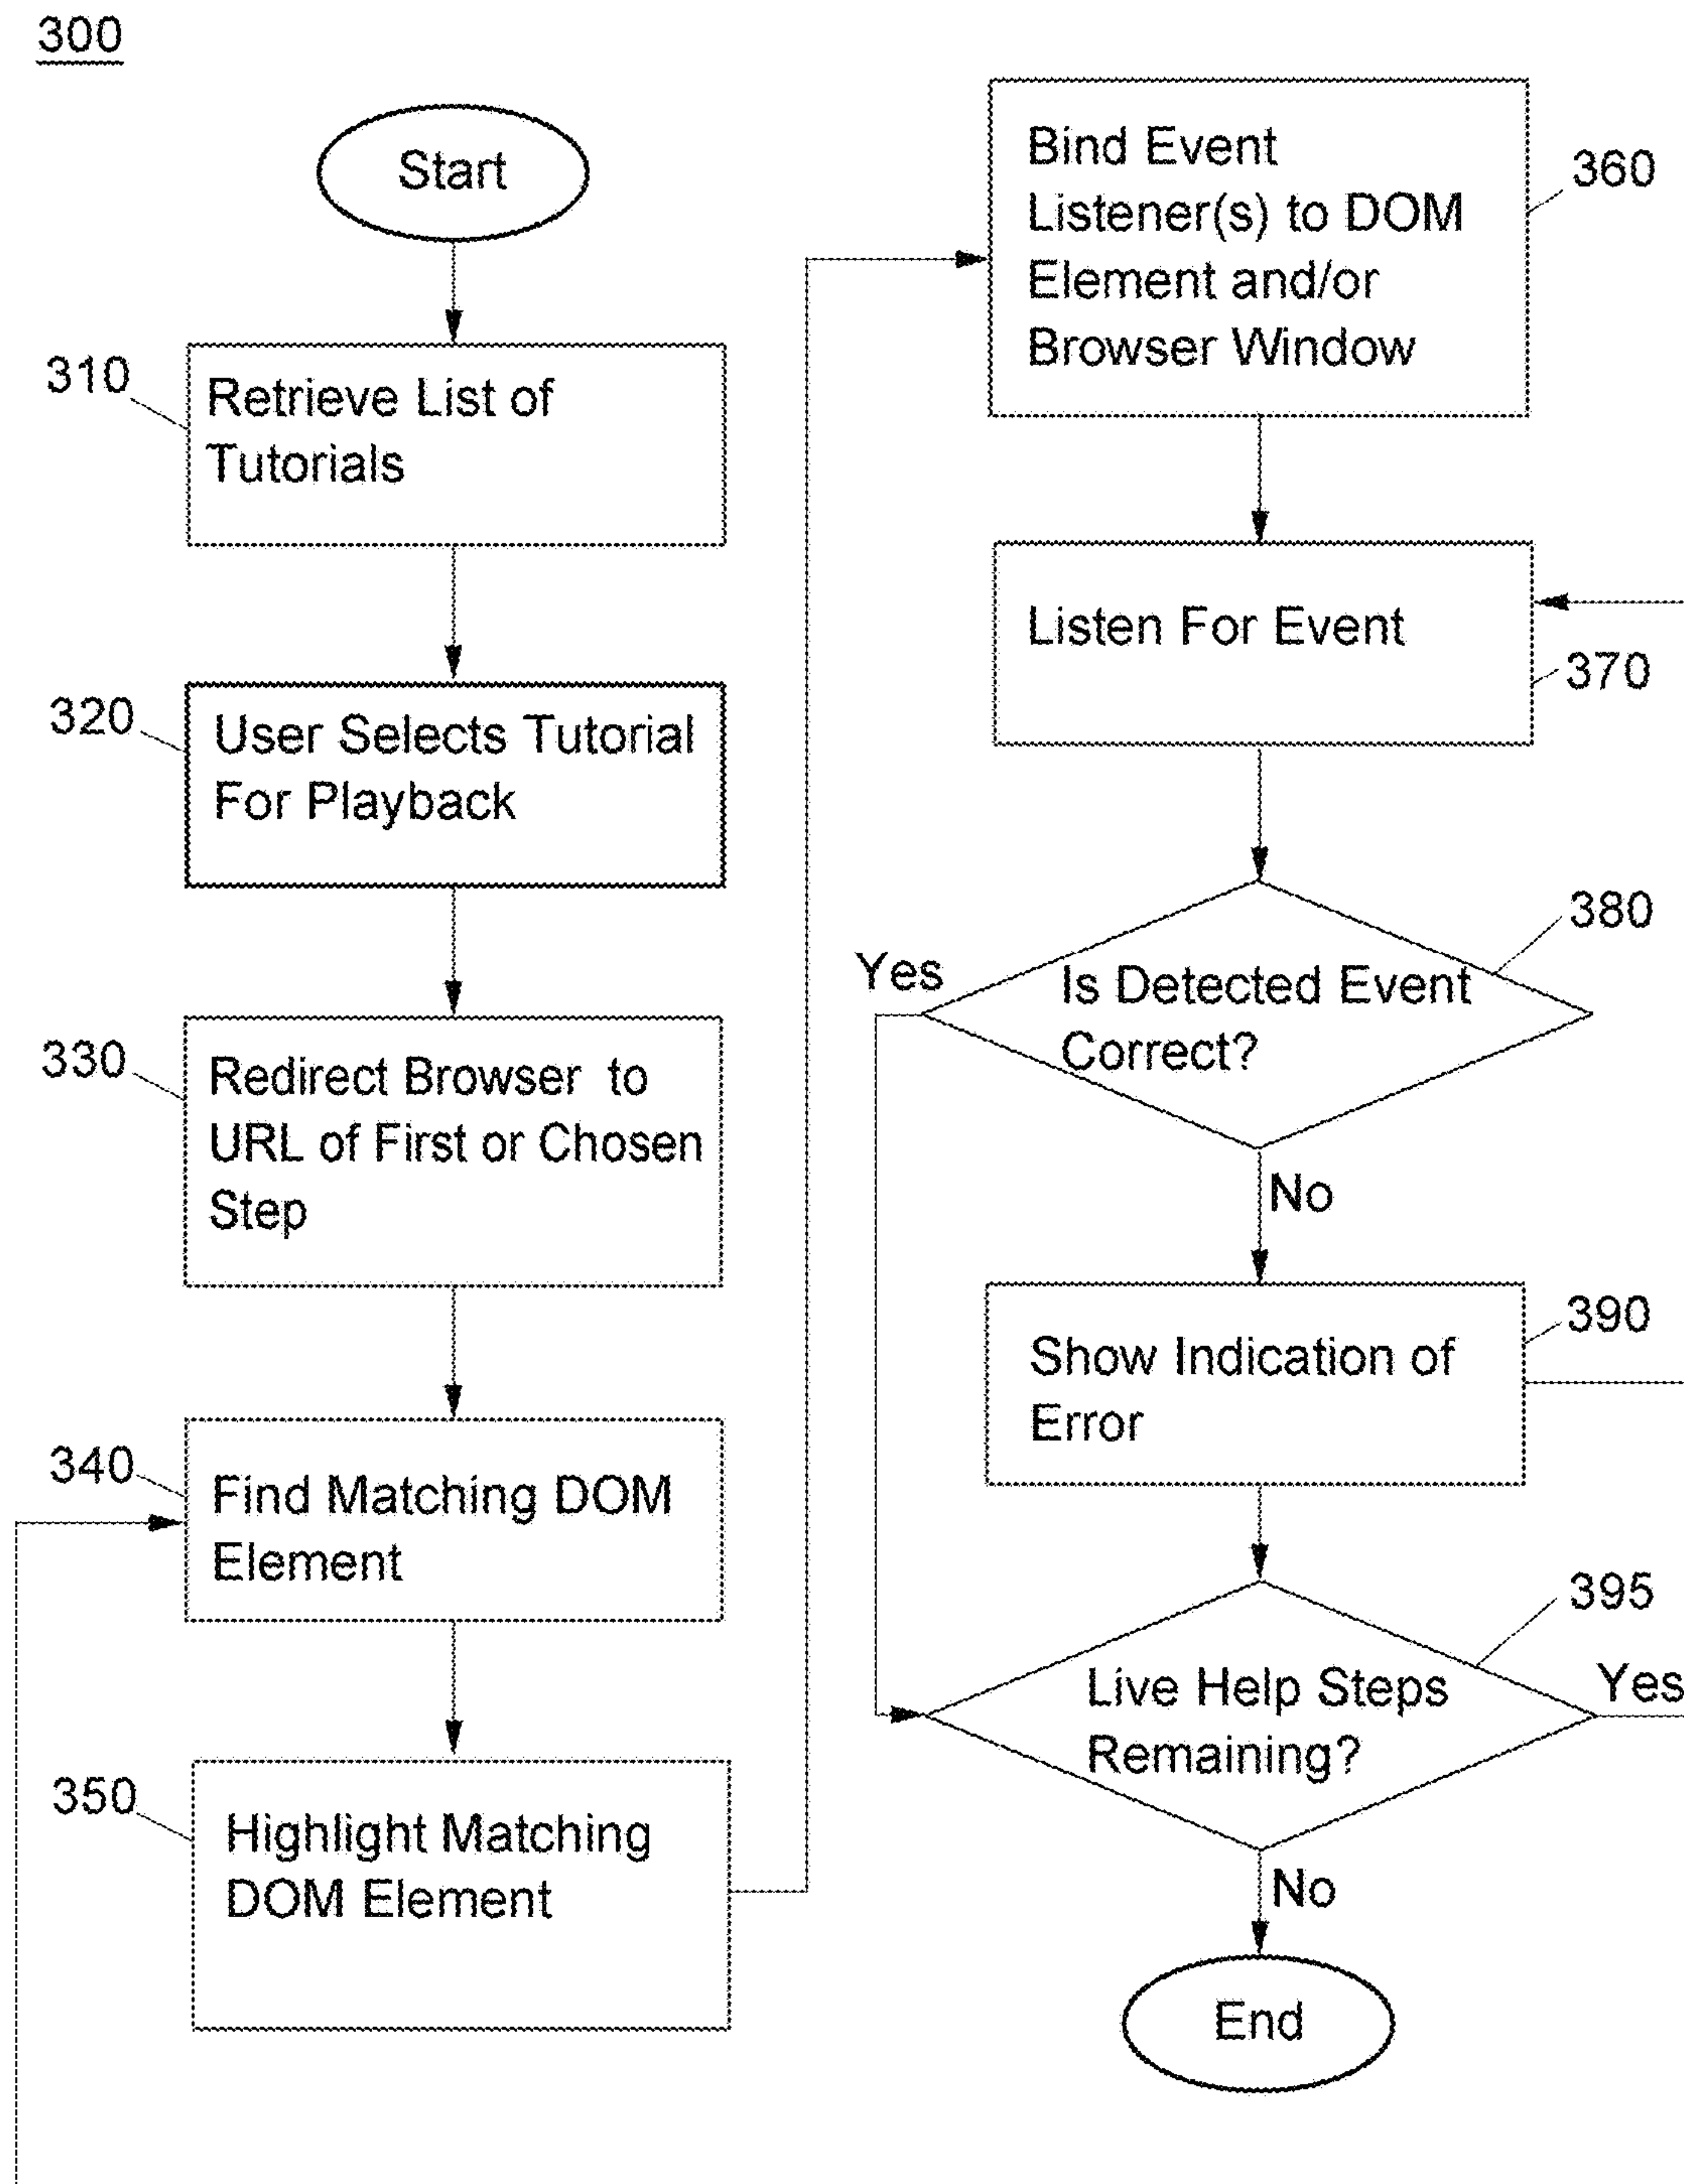 300
Start
310
Retrieve List of
Tutorials
320
User Selects Tutorial
For Playback
330
Redirect Browser to
URL of First or Chosen
Step
340
Find Matching DOM
Element
350
Highlight Matching
DOM Element
Bind Event
Listener(s) to DOM
Element and/or
Browser Window
360
Listen For Event
370
380
Yes
Is Detected Event
Correct?
No
390
Show Indication of
Error
395
Live Help Steps
Remaining?
Yes
No
End